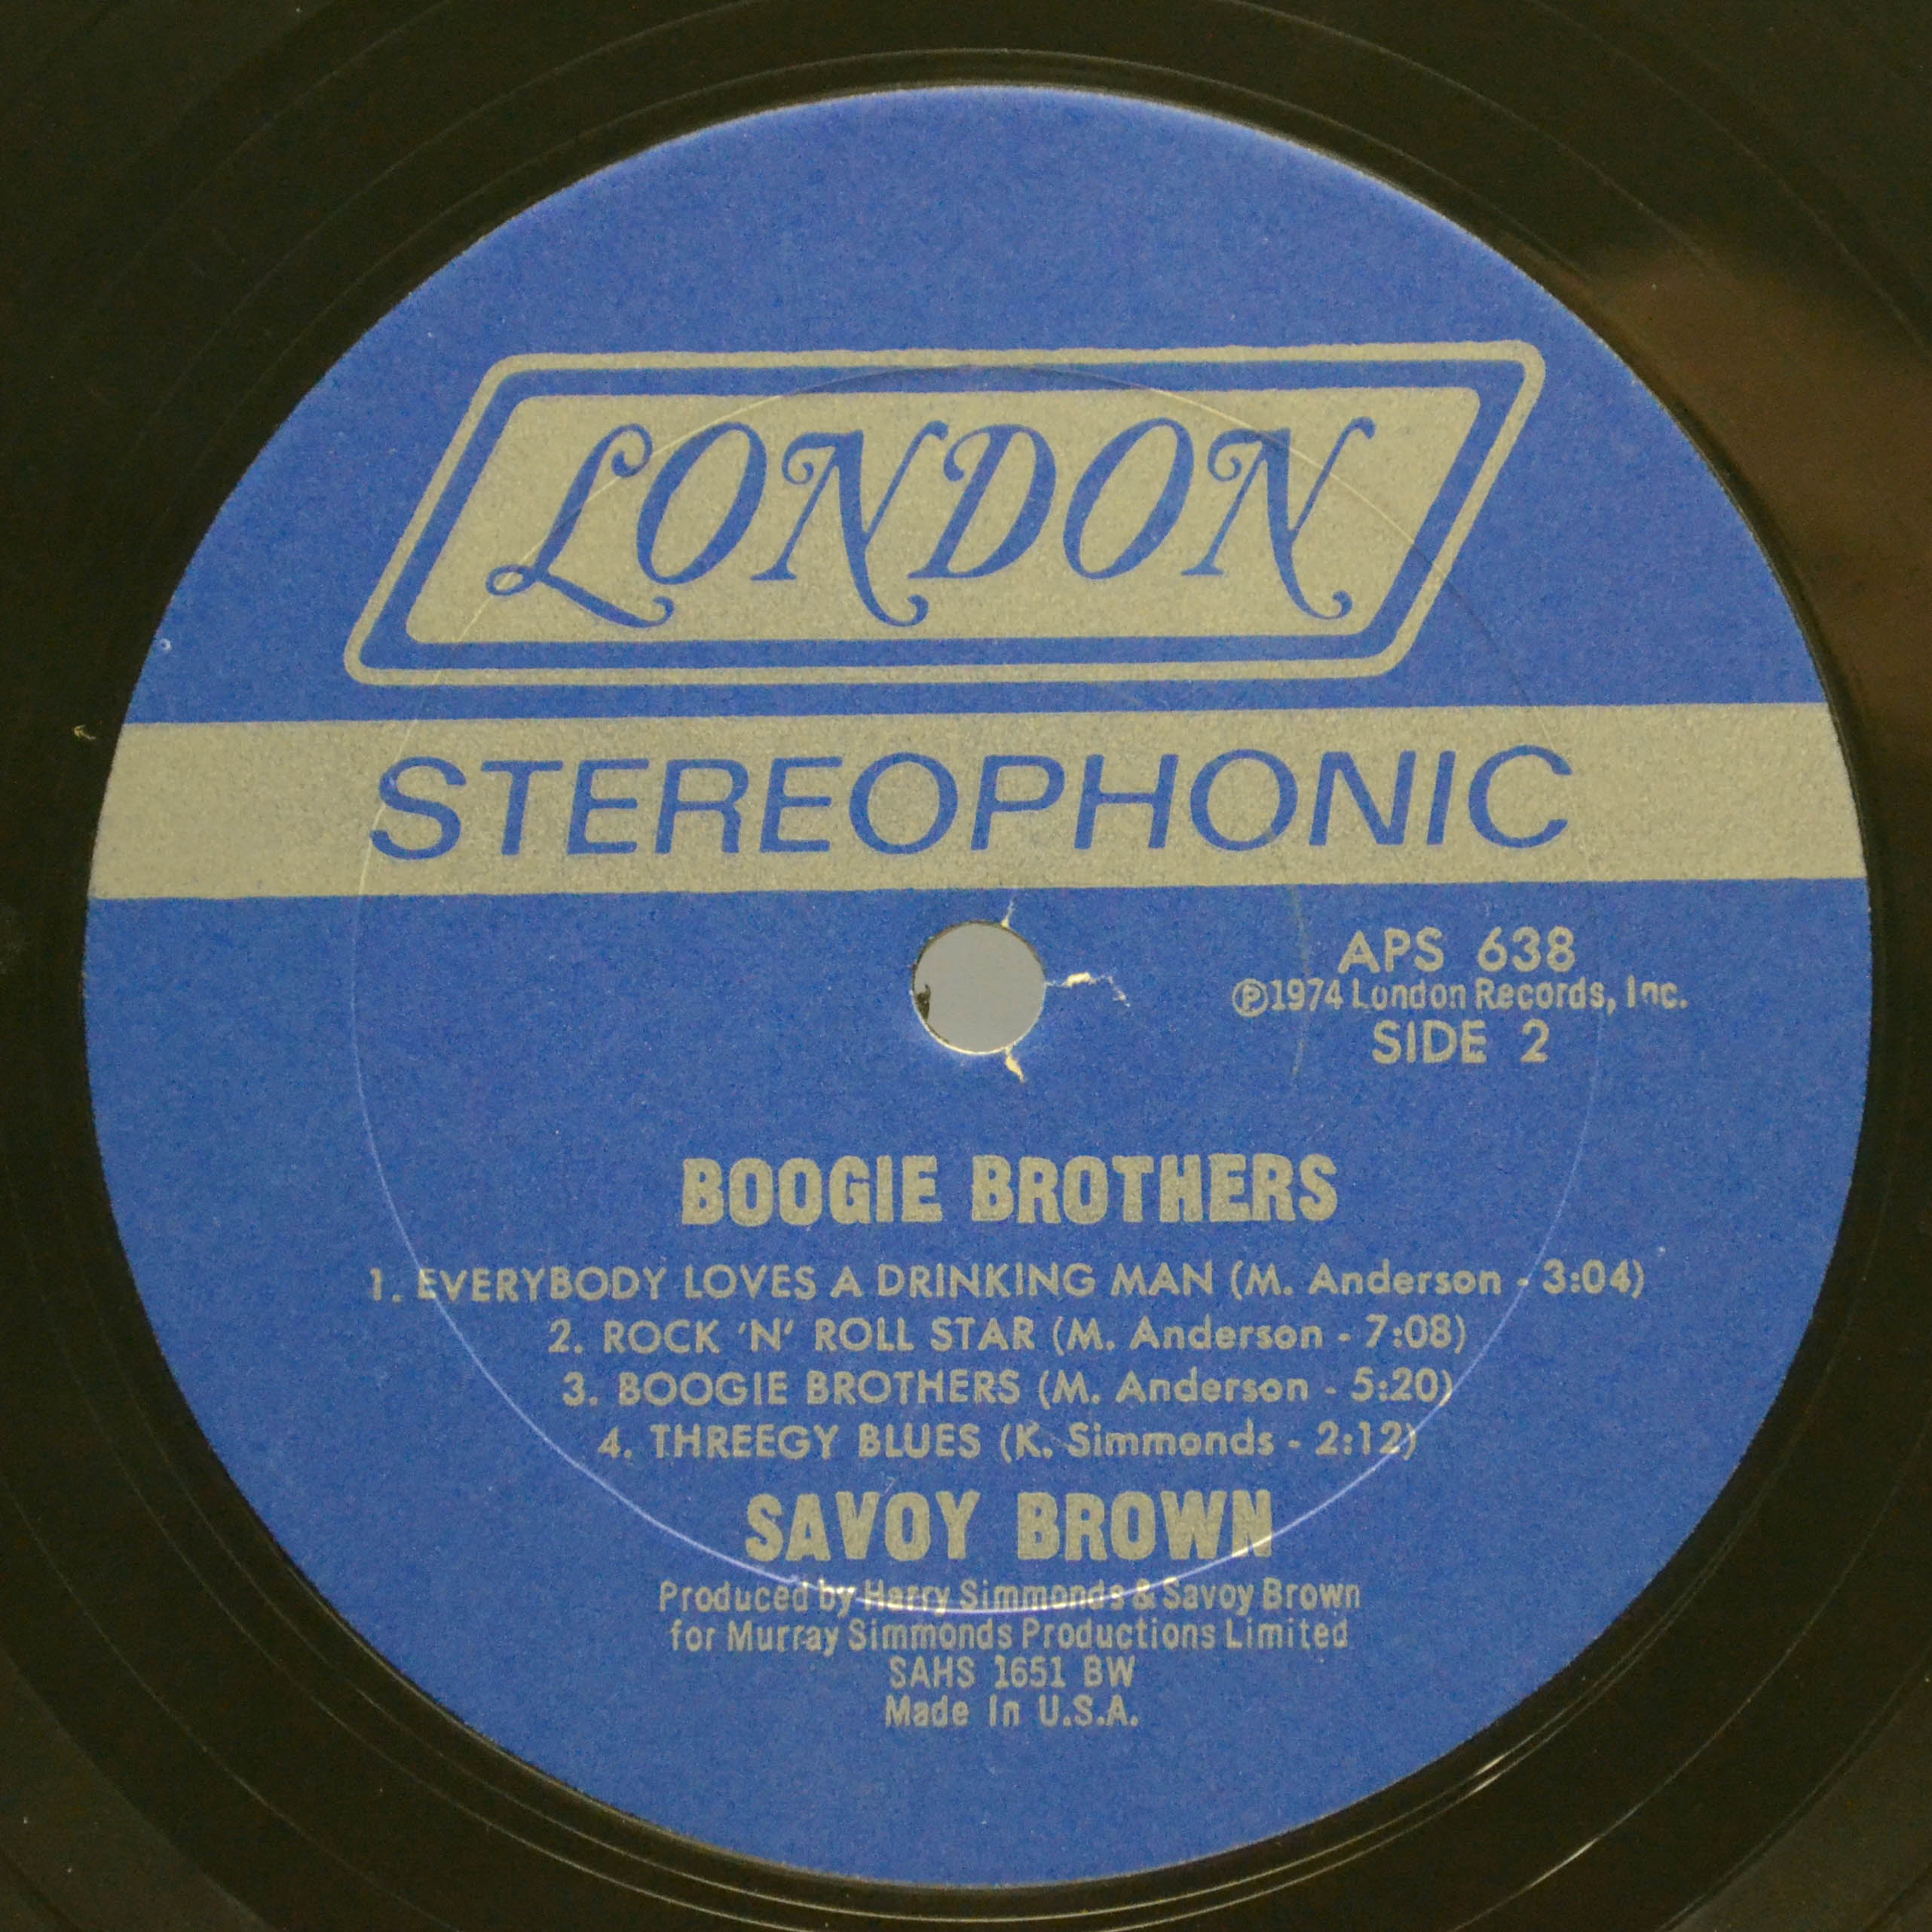 LONDON
STEREOPHONIC
APS 638
Ⓟ1974 London Records, Inc.
SIDE 2
BOOGIE BROTHERS
1. EVERYBODY LOVES A DRINKING MAN (M. Anderson - 3:04)
2. ROCK 'N' ROLL STAR (M. Anderson - 7:08)
3. BOOGIE BROTHERS (M. Anderson - 5:20)
4. THREEGY BLUES (K. Simmonds - 2:12)
SAVOY BROWN
Produced by Harry Simmonds & Savoy Brown
for Murray Simmonds Productions Limited
SAHS 1651 BW
Made In U.S.A.